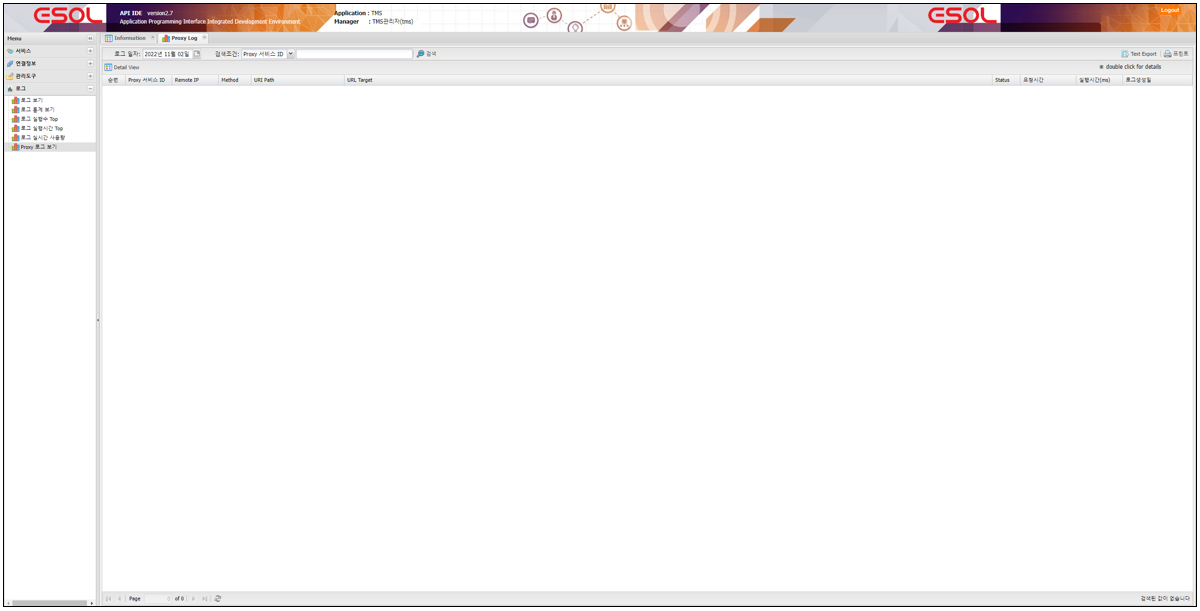 ESOL
API IDE version2.7
Application Programming Interface Integrated Development Environment
Application : TMS
Manager : TMS관리자(tms)
ESOL
Logout
Menu
서비스
연결정보
관리도구
로그
로그 보기
로그 통계 보기
로그 실행수 Top
로그 실행시간 Top
로그 실시간 사용량
Proxy 로그 보기
Information
Proxy Log
로그 일자: 2022년 11월 02일 검색조건: Proxy 서비스 ID 검색
Text Export 프린트
Detail View
※ double click for details
순번 Proxy 서비스 ID Remote IP Method URI Path URL Target Status 요청시간 실행시간(ms) 로그생성일
Page 0 of 0
검색된 값이 없습니다